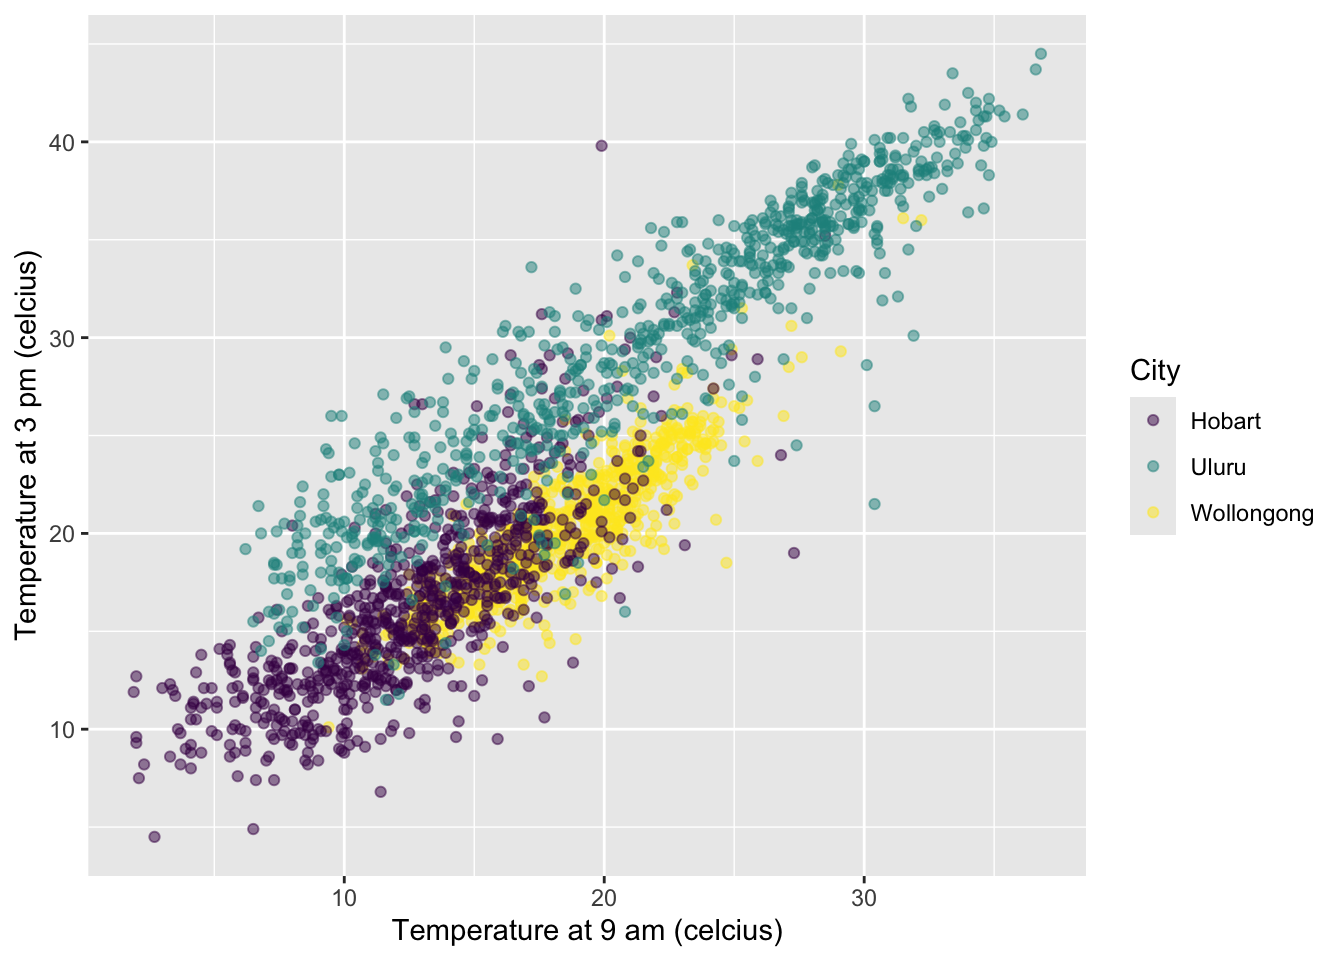 40
30
20
10
Temperature at 3 pm (celcius)
10 20 30
Temperature at 9 am (celcius)
City
Hobart
Uluru
Wollongong